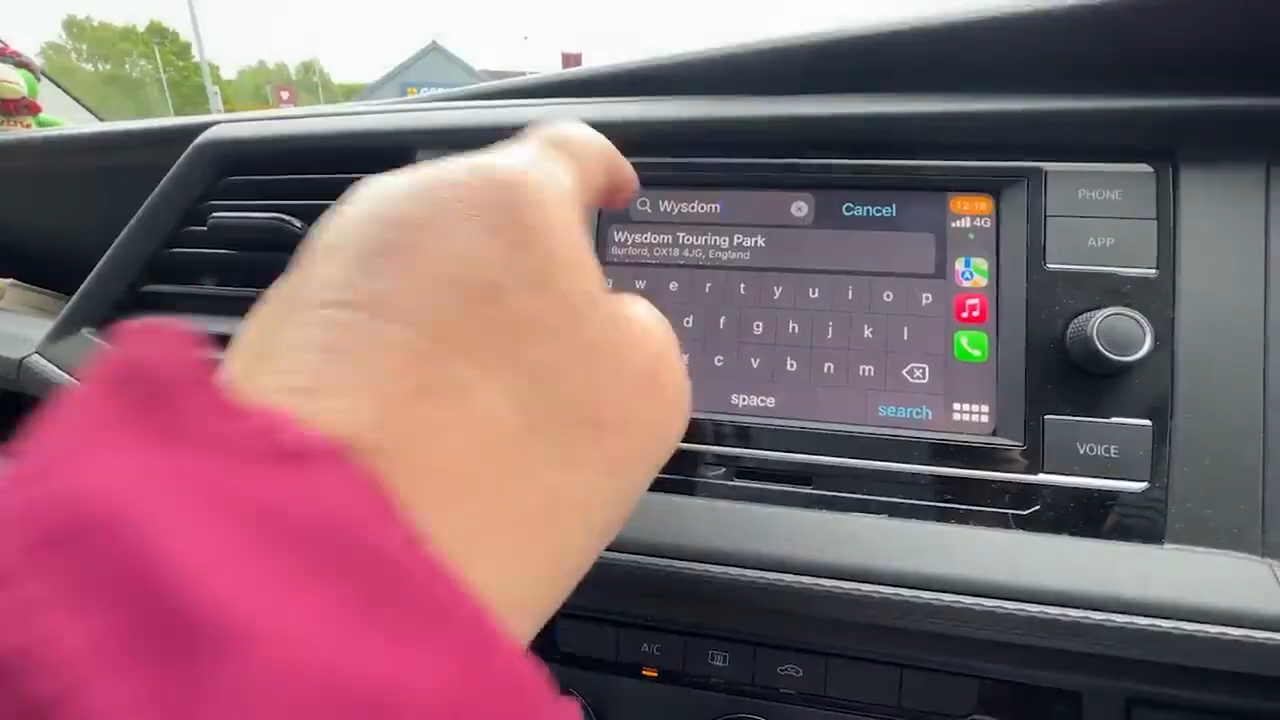 Wysdom
Cancel
12:18
4G
Wysdom Touring Park
Burford, OX18 4JG, England
q w e r t y u i o p
d f g h j k l
x c v b n m
space
search
PHONE
APP
VOICE
A/C